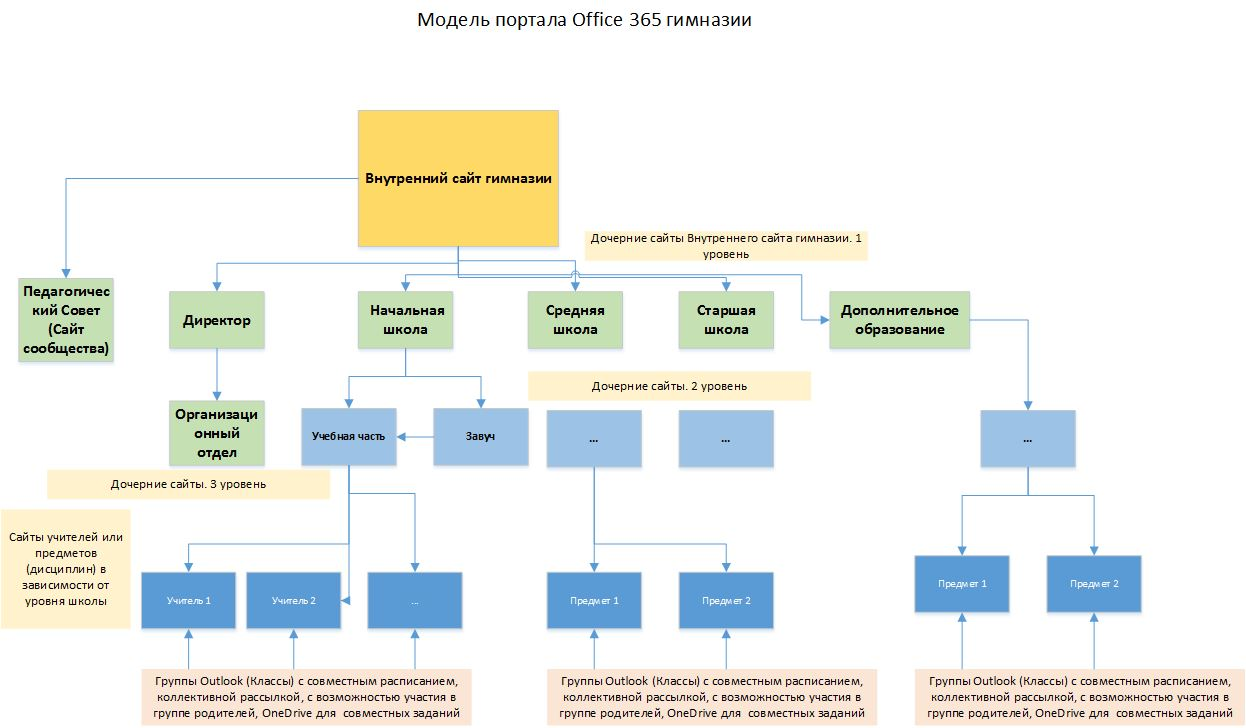 Модель портала Office 365 гимназии
Внутренний сайт гимназии
Дочерние сайты Внутреннего сайта гимназии. 1
уровень
Педагогичес
кий Совет
(Сайт
сообщества)
Директор
Начальная
школа
Средняя
школа
Старшая
школа
Дополнительное
образование
Дочерние сайты. 2 уровень
Организаци
онный
отдел
Учебная часть
Завуч
...
...
...
Дочерние сайты. 3 уровень
Сайты учителей или
предметов
(дисциплин) в
зависимости от
уровня школы
Учитель 1
Учитель 2
...
Предмет 1
Предмет 2
Предмет 1
Предмет 2
Группы Outlook (Классы) с совместным расписанием,
коллективной рассылкой, с возможностью участия в
группе родителей, OneDrive для совместных заданий
Группы Outlook (Классы) с совместным расписанием,
коллективной рассылкой, с возможностью участия в
группе родителей, OneDrive для совместных заданий
Группы Outlook (Классы) с совместным расписанием,
коллективной рассылкой, с возможностью участия в
группе родителей, OneDrive для совместных заданий